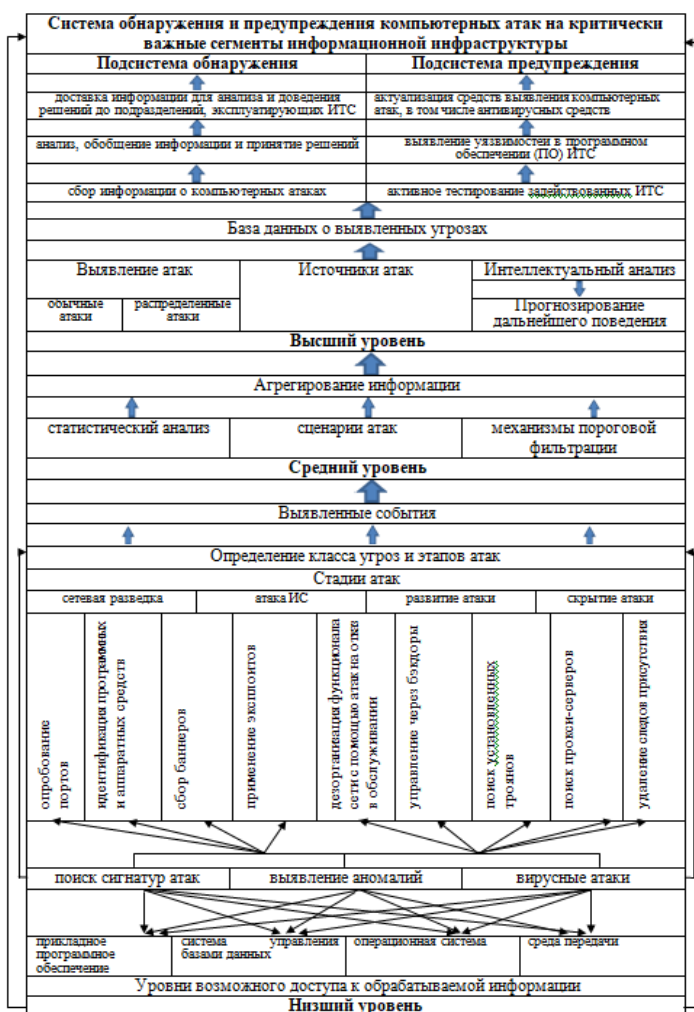 Система обнаружения и предупреждения компьютерных атак на критически
важные сегменты информационной инфраструктуры
Подсистема обнаружения
Подсистема предупреждения
доставка информации для анализа и доведения
решений до подразделений, эксплуатирующих ИТС
актуализация средств выявления компьютерных
атак, в том числе антивирусных средств
анализ, обобщение информации и принятие решений
выявление уязвимостей в программном
обеспечении (ПО) ИТС
сбор информации о компьютерных атаках
активное тестирование задействованных ИТС
База данных о выявленных угрозах
Выявление атак
Источники атак
Интеллектуальный анализ
обычные
атаки
распределенные
атаки
Прогнозирование
дальнейшего поведения
Высший уровень
Агрегирование информации
статистический анализ
сценарии атак
механизмы пороговой
фильтрации
Средний уровень
Выявленные события
Определение класса угроз и этапов атак
Стадии атак
сетевая разведка
атака ИС
развитие атаки
скрытие атаки
опробование
портов
идентификация программных
и аппаратных средств
сбор баннеров
применение эксплоитов
дезорганизация функционала
сети с помощью атак на отказ
в обслуживании
управление через бэкдоры
поиск установленных
троянов
поиск прокси-серверов
удаление следов присутствия
поиск сигнатур атак
выявление аномалий
вирусные атаки
прикладное
программное
обеспечение
система управления
базами данных
операционная система
среда передачи
Уровни возможного доступа к обрабатываемой информации
Низший уровень